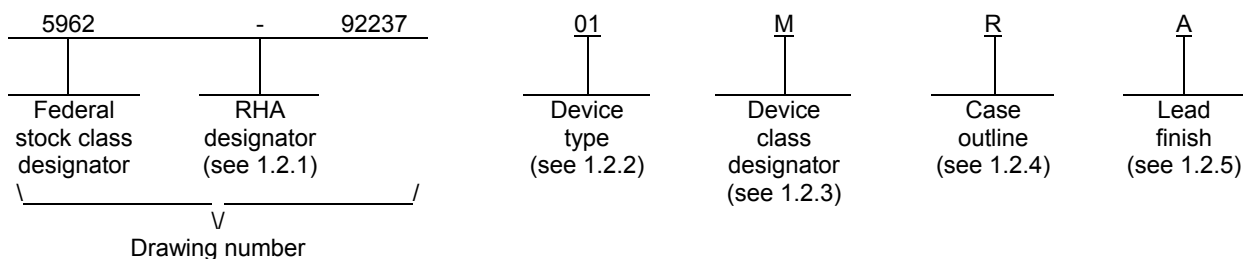 5962 - 92237 01 M R A
Federal stock class designator
RHA designator (see 1.2.1)
Device type (see 1.2.2)
Device class designator (see 1.2.3)
Case outline (see 1.2.4)
Lead finish (see 1.2.5)
\ /
\/
Drawing number